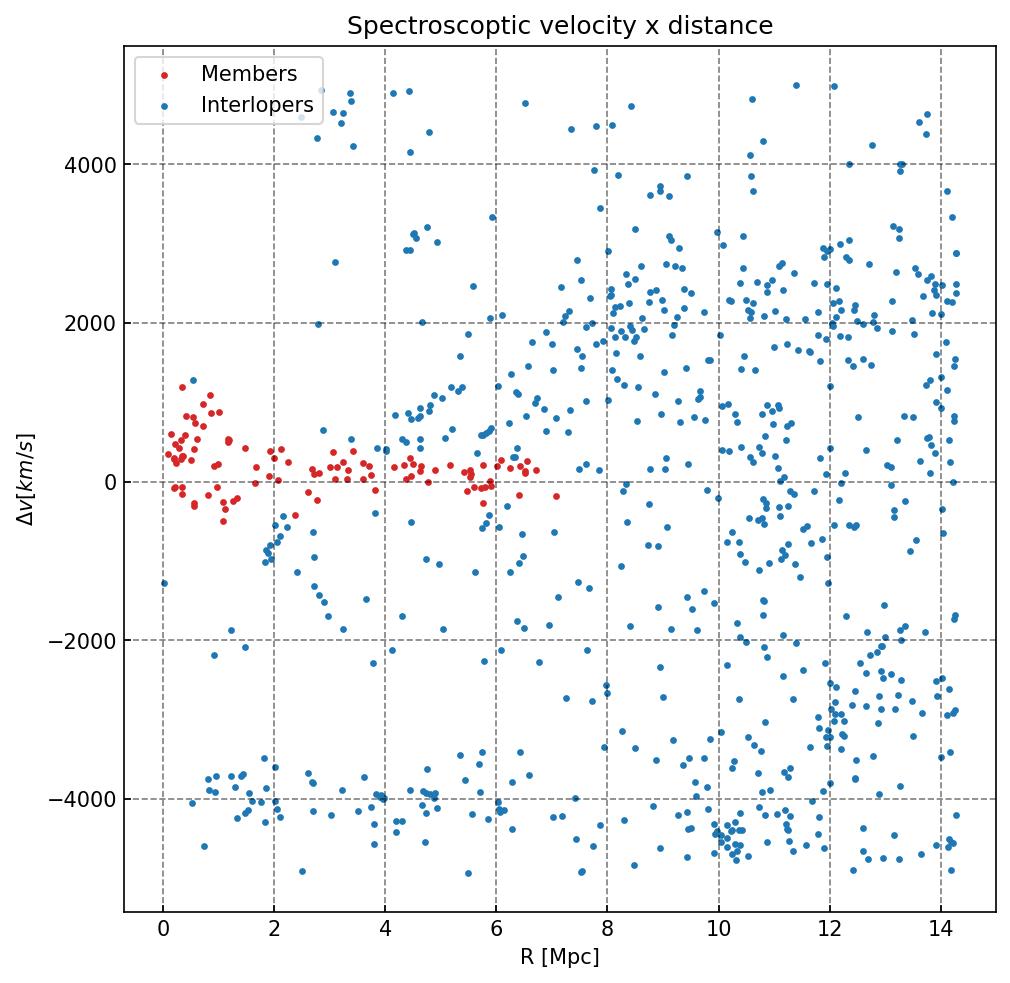 Spectroscoptic velocity x distance
Members
Interlopers
4000
2000
0
−2000
−4000
Δv[km/s]
0 2 4 6 8 10 12 14
R [Mpc]